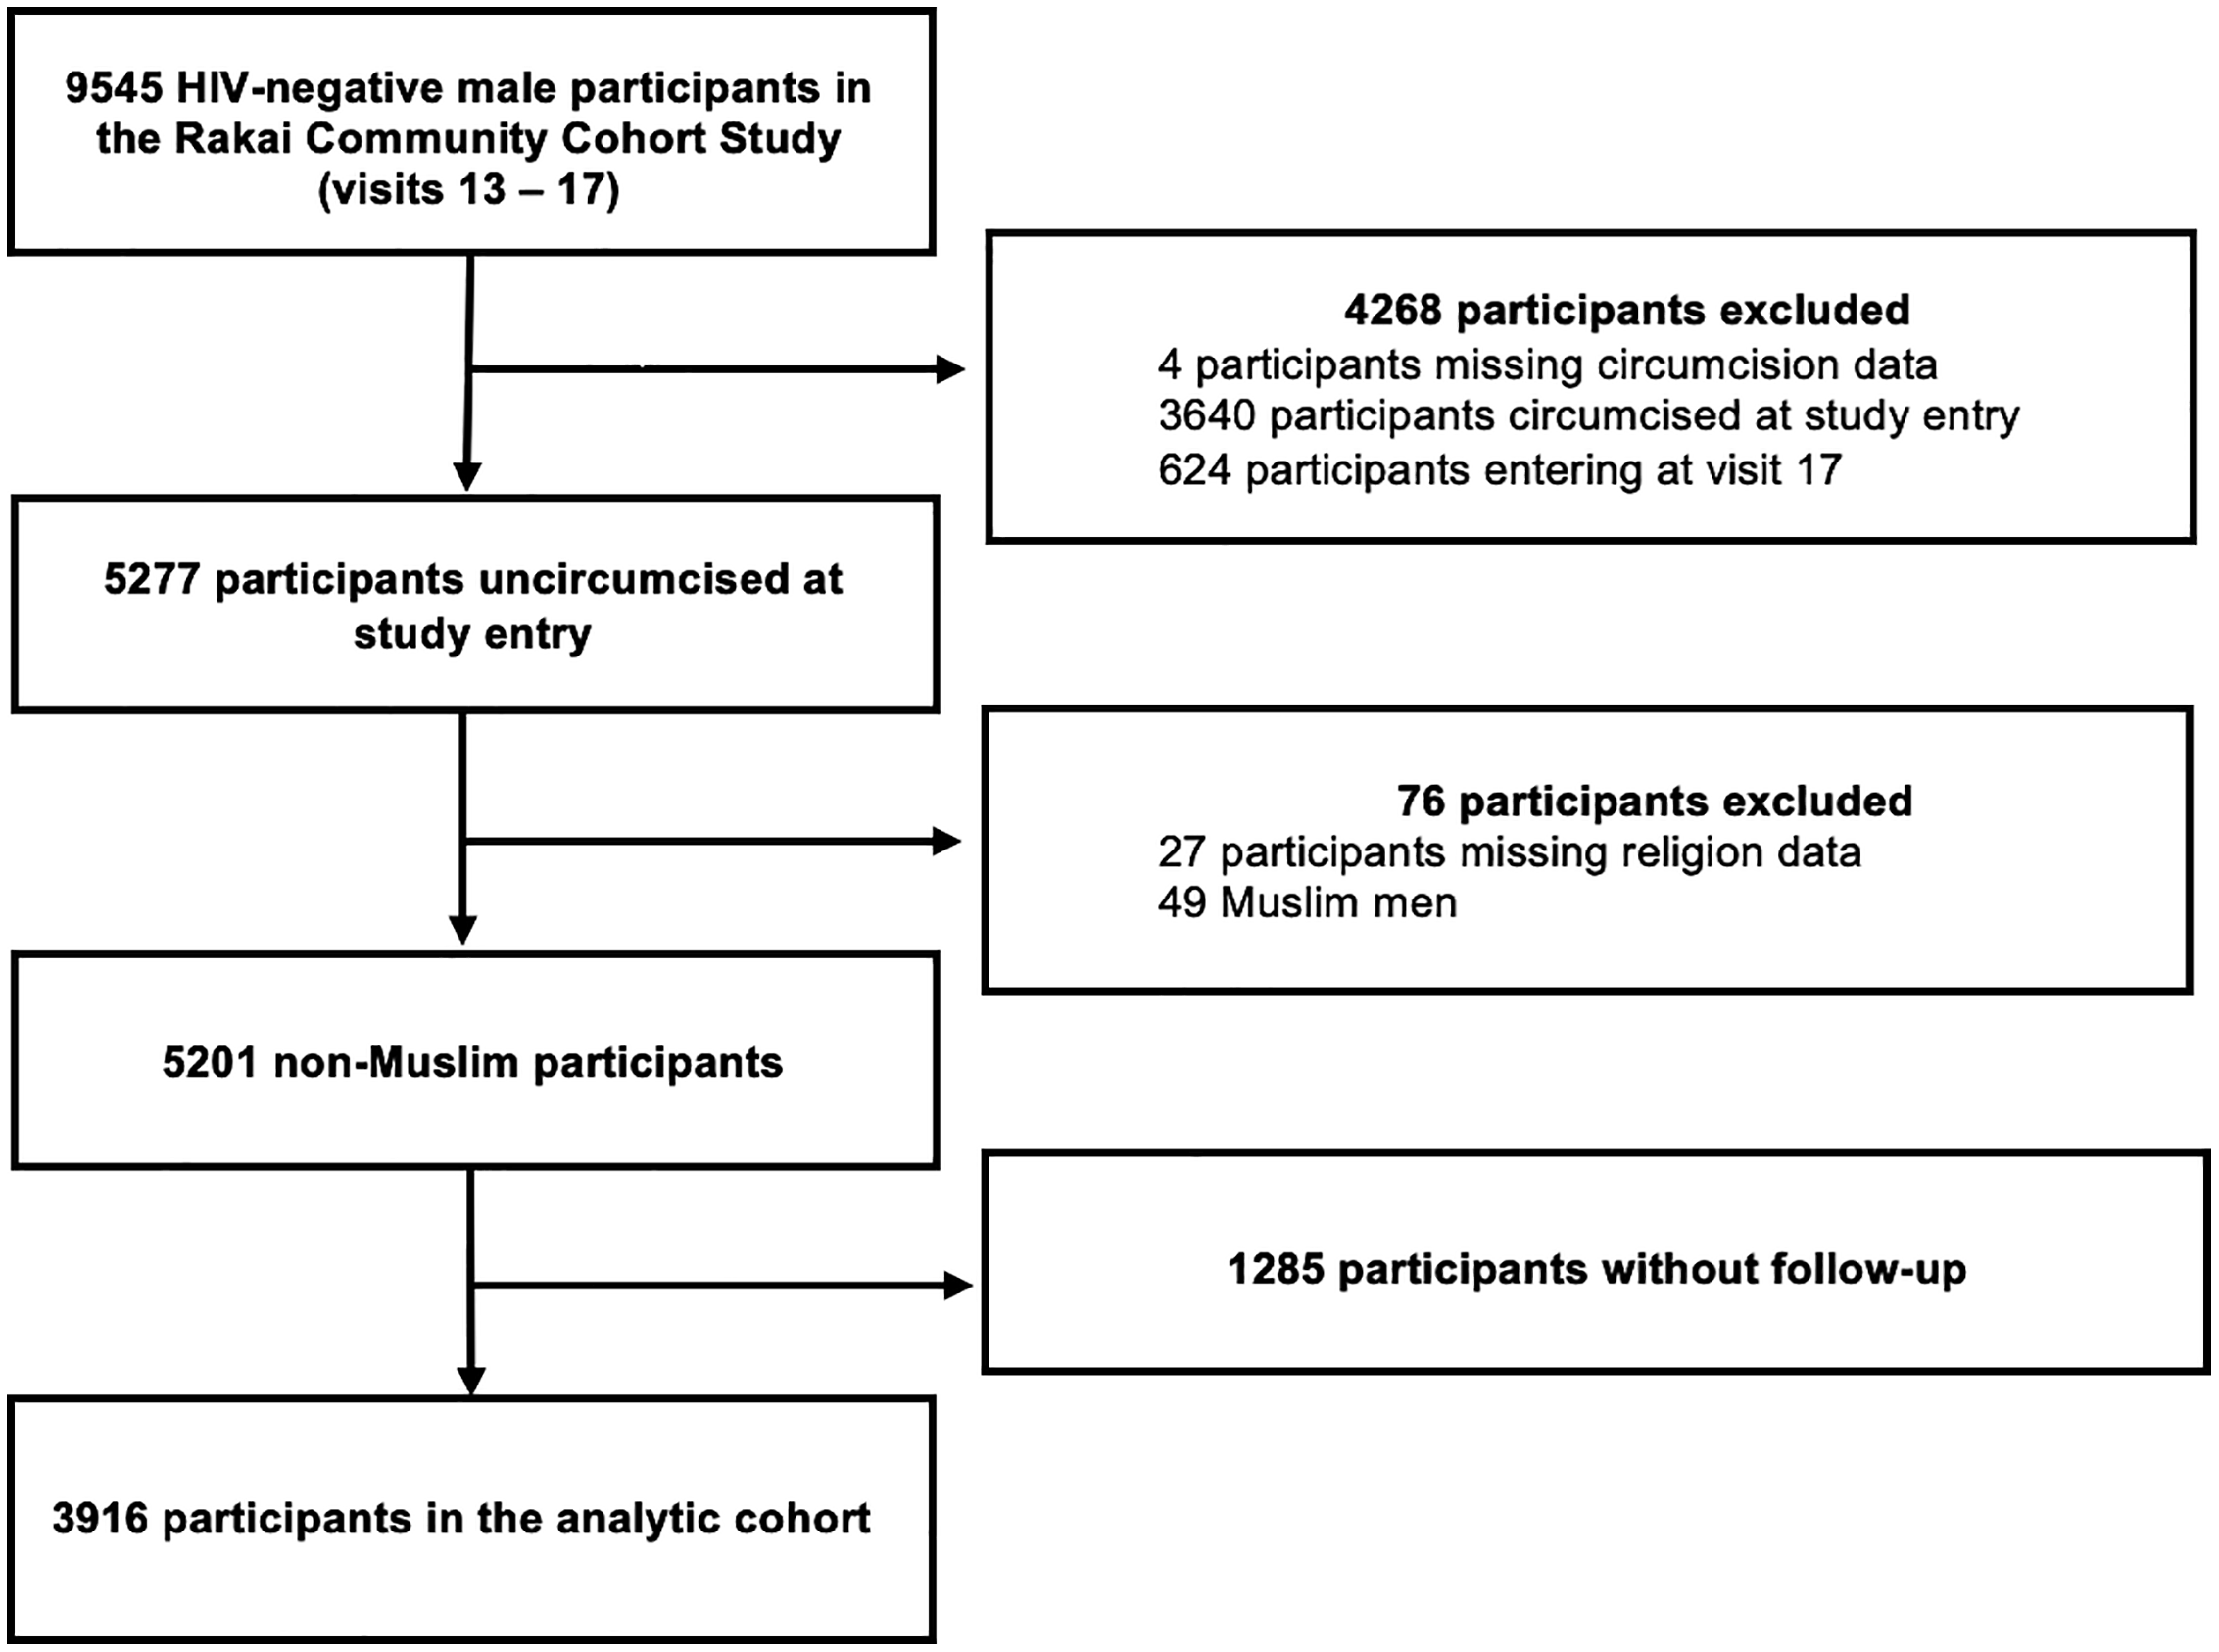 9545 HIV-negative male participants in
the Rakai Community Cohort Study
(visits 13 – 17)
4268 participants excluded
4 participants missing circumcision data
3640 participants circumcised at study entry
624 participants entering at visit 17
5277 participants uncircumcised at
study entry
76 participants excluded
27 participants missing religion data
49 Muslim men
5201 non-Muslim participants
1285 participants without follow-up
3916 participants in the analytic cohort